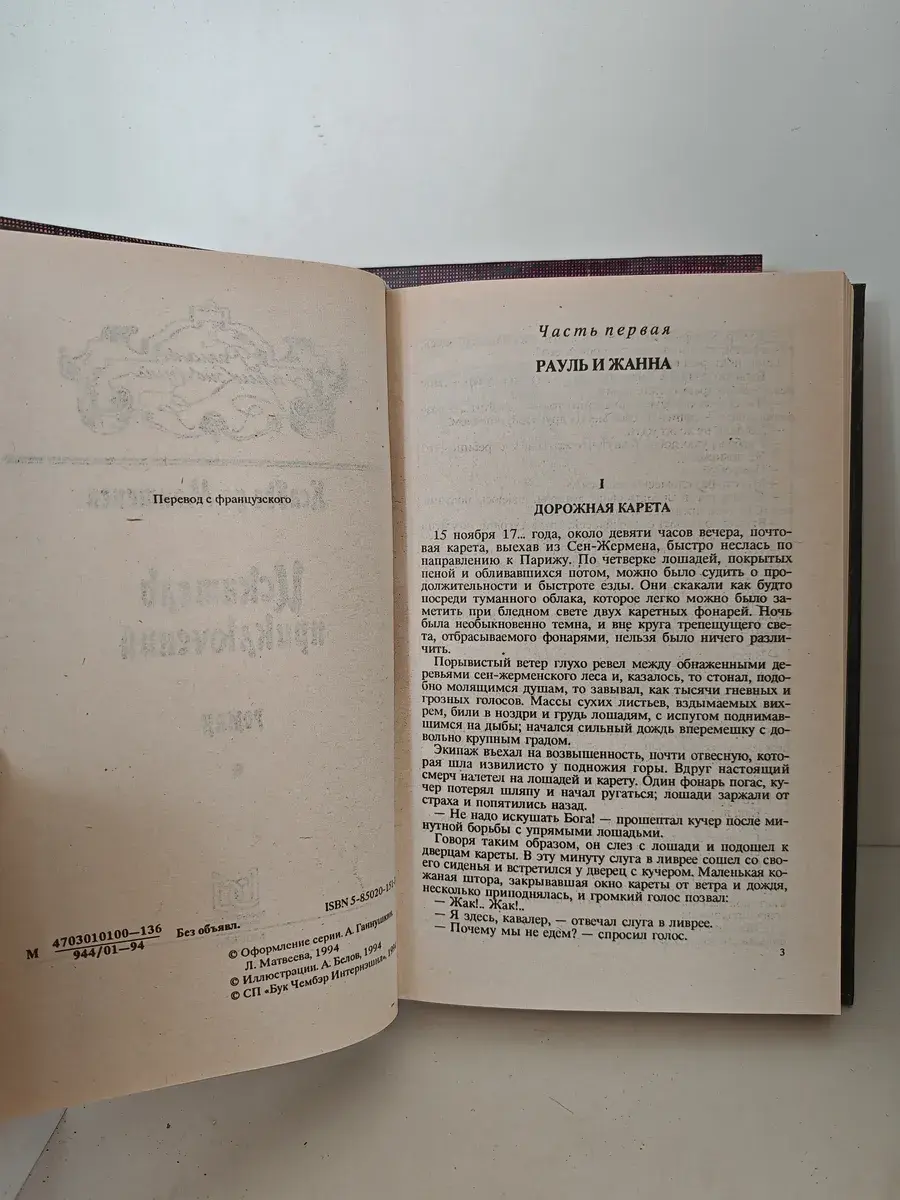 Перевод с французского
ISBN 5-85020-151-
М 4703010100—136
944/01—94
Без объявл.
© Оформление серии. А. Ганнушкин,
Л. Матвеева, 1994
© Иллюстрации. А. Белов, 1994
© СП «Бук Чембэр Интернэшнл», 19
Часть первая
РАУЛЬ И ЖАННА
I
ДОРОЖНАЯ КАРЕТА
15 ноября 17... года, около девяти часов вечера, почто-
вая карета, выехав из Сен-Жермена, быстро неслась по
направлению к Парижу. По четверке лошадей, покрытых
пеной и обливавшихся потом, можно было судить о про-
должительности и быстроте езды. Они скакали как будто
посреди туманного облака, которое легко можно было за-
метить при бледном свете двух каретных фонарей. Ночь
была необыкновенно темна, и вне круга трепещущего све-
та, отбрасываемого фонарями, нельзя было ничего разли-
чить.
Порывистый ветер глухо ревел между обнаженными де-
ревьями сен-жерменского леса и, казалось, то стонал, подо-
бно молящимся душам, то завывал, как тысячи гневных и
грозных голосов. Массы сухих листьев, вздымаемых вих-
рем, били в ноздри и грудь лошадям, с испугом поднимав-
шимся на дыбы; начался сильный дождь вперемешку с до-
вольно крупным градом.
Экипаж въехал на возвышенность, почти отвесную, кото-
рая шла извилисто у подножия горы. Вдруг настоящий
смерч налетел на лошадей и карету. Один фонарь погас, ку-
чер потерял шляпу и начал ругаться; лошади заржали от
страха и попятились назад.
— Не надо искушать Бога! — прошептал кучер после ми-
нутной борьбы с упрямыми лошадьми.
Говоря таким образом, он слез с лошади и подошел к
дверцам кареты. В эту минуту слуга в ливрее сошел со сво-
его сиденья и встретился у дверец с кучером. Маленькая ко-
жаная штора, закрывавшая окно кареты от ветра и дождя,
несколько приподнялась, и громкий голос позвал:
— Жак!.. Жак!..
— Я здесь, кавалер, — отвечал слуга в ливрее.
— Почему мы не едем? — спросил голос.
3